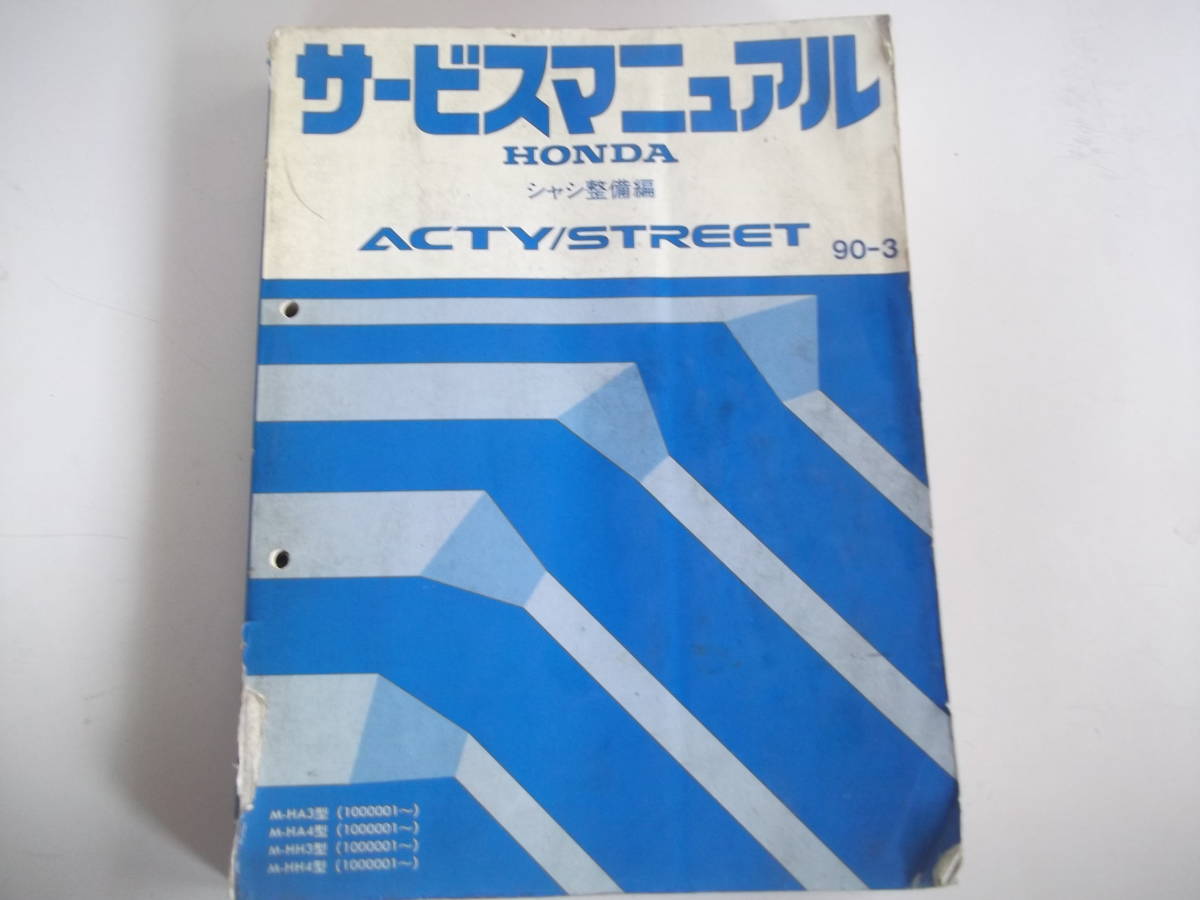 サービスマニュアル
HONDA
シャシ整備編
ACTY/STREET 90-3
M-HA3型 (1000001〜)
M-HA4型 (1000001〜)
M-HH3型 (1000001〜)
M-HH4型 (1000001〜)